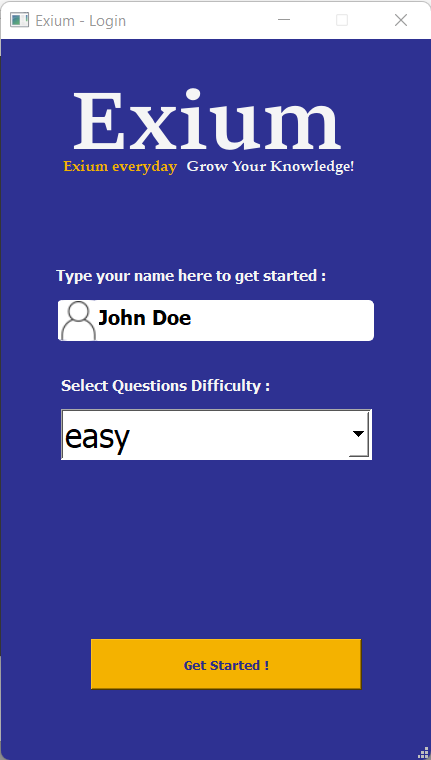 Exium - Login
Exium
Exium everyday Grow Your Knowledge!
Type your name here to get started :
John Doe
Select Questions Difficulty :
easy
Get Started !